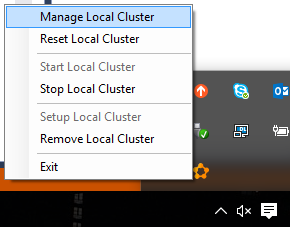 Manage Local Cluster
Reset Local Cluster
Start Local Cluster
Stop Local Cluster
Setup Local Cluster
Remove Local Cluster
Exit